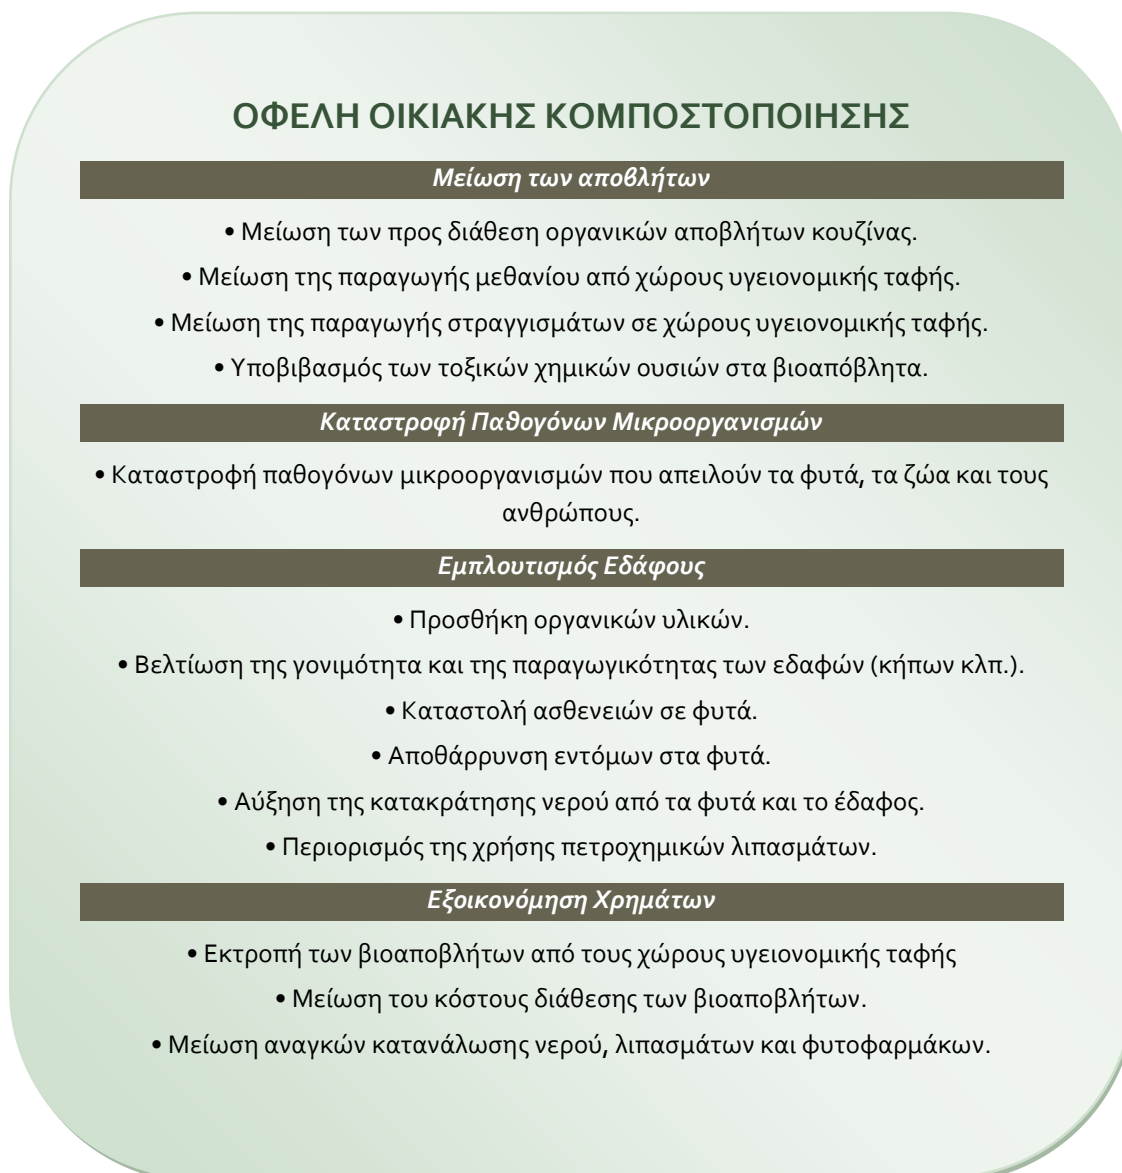 ΟΦΕΛΗ ΟΙΚΙΑΚΗΣ ΚΟΜΠΟΣΤΟΠΟΙΗΣΗΣ
Μείωση των αποβλήτων
• Μείωση των προς διάθεση οργανικών αποβλήτων κουζίνας.
• Μείωση της παραγωγής μεθανίου από χώρους υγειονομικής ταφής.
• Μείωση της παραγωγής στραγγισμάτων σε χώρους υγειονομικής ταφής.
• Υποβιβασμός των τοξικών χημικών ουσιών στα βιοαπόβλητα.
Καταστροφή Παθογόνων Μικροοργανισμών
• Καταστροφή παθογόνων μικροοργανισμών που απειλούν τα φυτά, τα ζώα και τους
ανθρώπους.
Εμπλουτισμός Εδάφους
• Προσθήκη οργανικών υλικών.
• Βελτίωση της γονιμότητα και της παραγωγικότητας των εδαφών (κήπων κλπ.).
• Καταστολή ασθενειών σε φυτά.
• Αποθάρρυνση εντόμων στα φυτά.
• Αύξηση της κατακράτησης νερού από τα φυτά και το έδαφος.
• Περιορισμός της χρήσης πετροχημικών λιπασμάτων.
Εξοικονόμηση Χρημάτων
• Εκτροπή των βιοαποβλήτων από τους χώρους υγειονομικής ταφής
• Μείωση του κόστους διάθεσης των βιοαποβλήτων.
• Μείωση αναγκών κατανάλωσης νερού, λιπασμάτων και φυτοφαρμάκων.